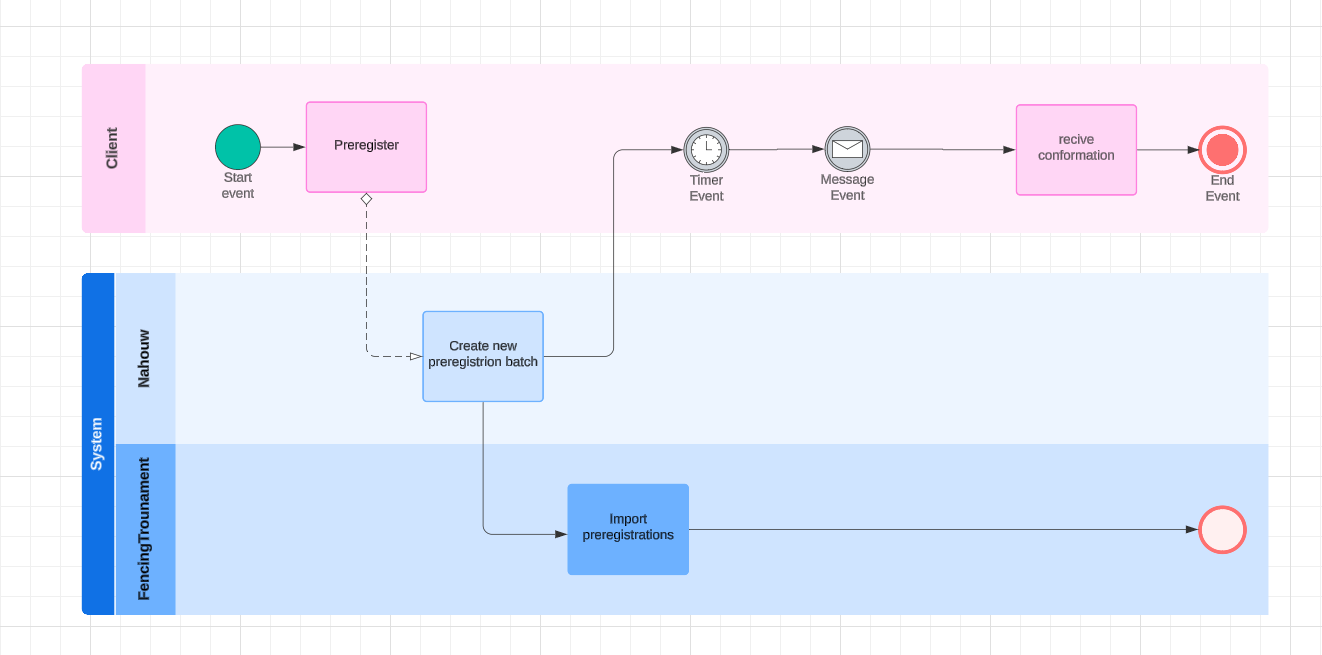 Client
Start
event
Preregister
Timer
Event
Message
Event
recive
conformation
End
Event
System
Nahouw
Create new
preregistrion batch
FencingTrounament
Import
preregistrations